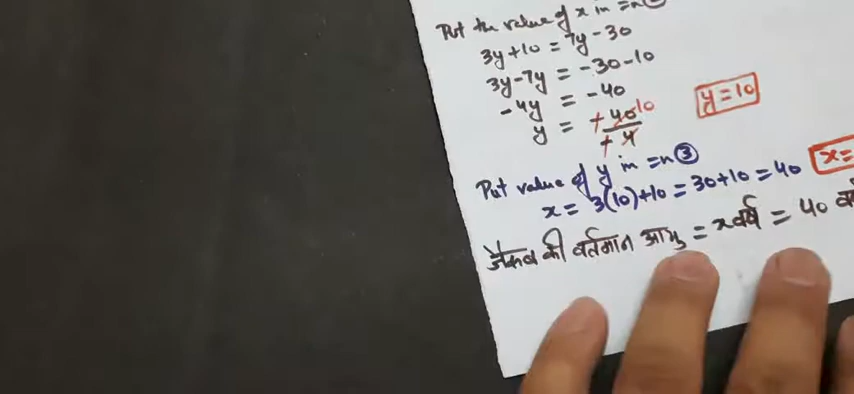 Put the value of x in =n
3y+10 = 7y-30
3y-7y = -30-10
-4y = -40
y = +40 10
+4
y=10
Put value of y in =n ③
x = 3(10)+10 = 30+10 = 40
x=
जैकब की वर्तमान आयु = x वर्ष = 40